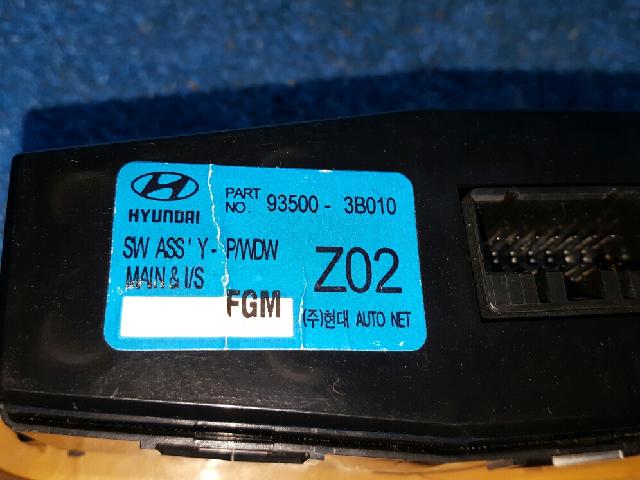 HYUNDAI
PART NO. 93500 - 3B010
SW ASS'Y - P/WDW
MAIN & I/S
Z02
FGM
(주)현대 AUTO NET